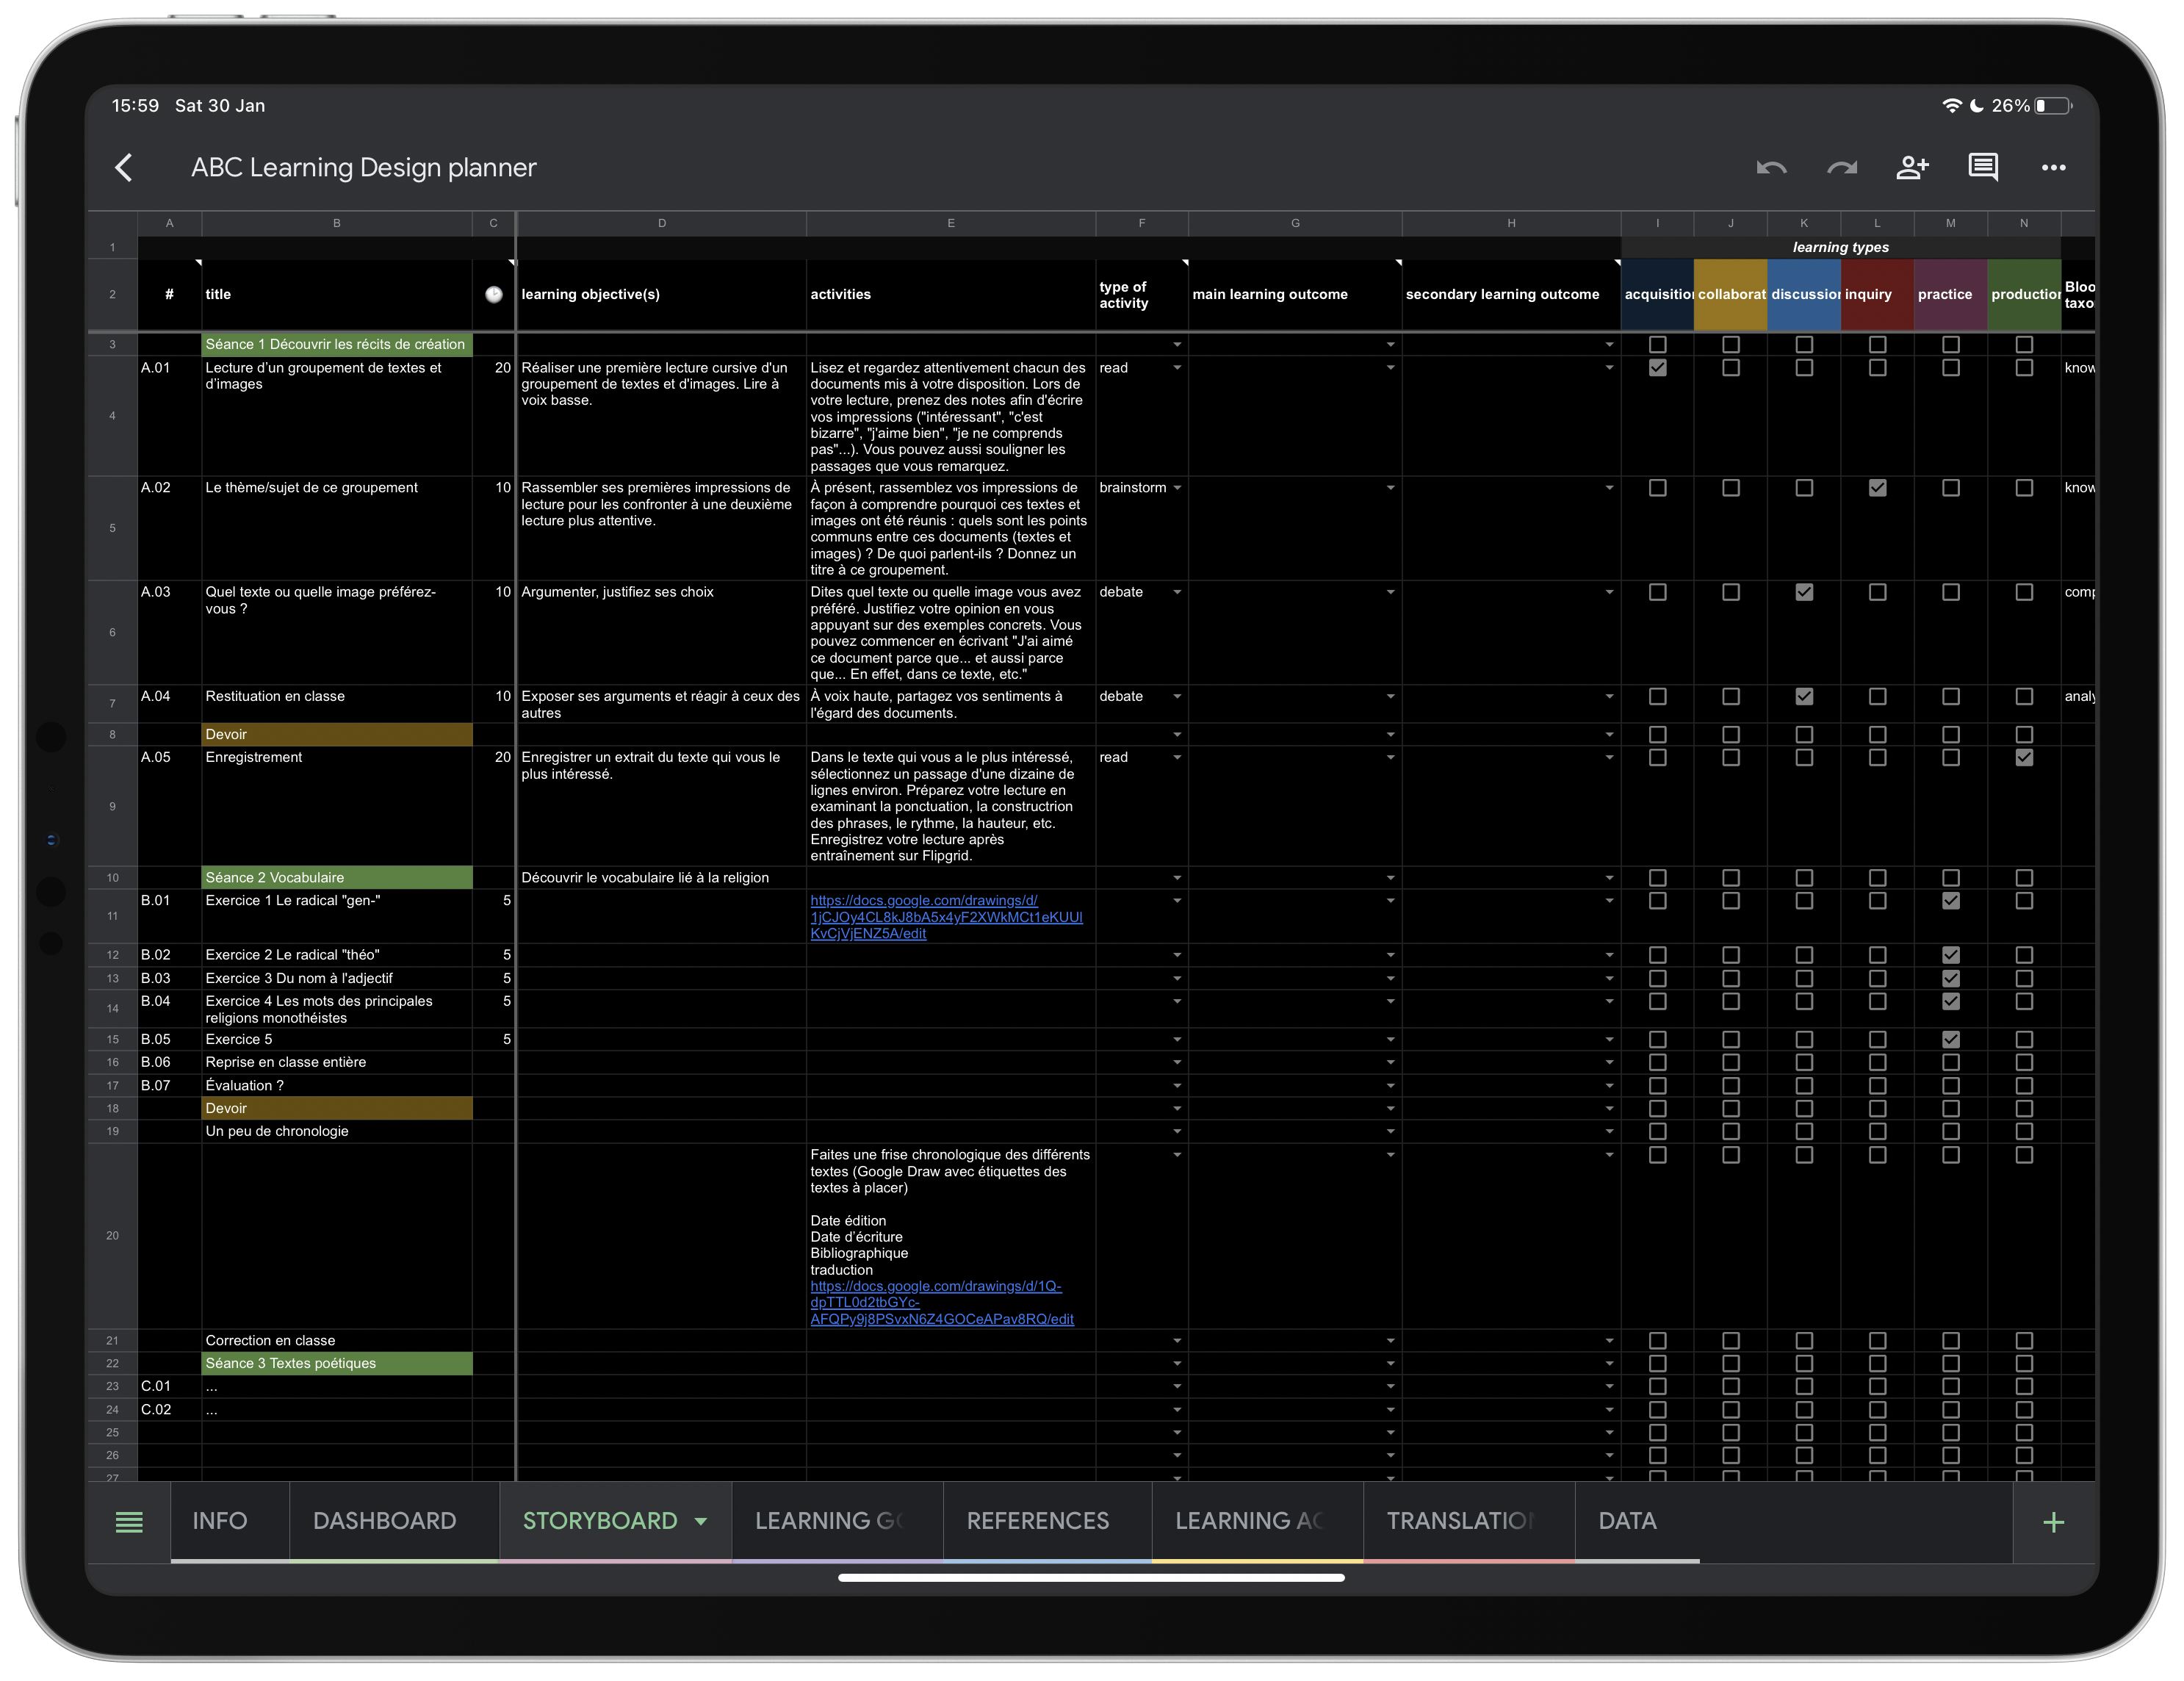 15:59 Sat 30 Jan
26%
ABC Learning Design planner
A B C D E F G H I J K L M N
1 learning types
2 # title learning objective(s) activities type of activity main learning outcome secondary learning outcome acquisition collaborat discussion inquiry practice production Bloo taxo
3 Séance 1 Découvrir les récits de création
4 A.01 Lecture d'un groupement de textes et d'images 20 Réaliser une première lecture cursive d'un groupement de textes et d'images. Lire à voix basse. Lisez et regardez attentivement chacun des documents mis à votre disposition. Lors de votre lecture, prenez des notes afin d'écrire vos impressions ("intéressant", "c'est bizarre", "j'aime bien", "je ne comprends pas"...). Vous pouvez aussi souligner les passages que vous remarquez. read know
5 A.02 Le thème/sujet de ce groupement 10 Rassembler ses premières impressions de lecture pour les confronter à une deuxième lecture plus attentive. À présent, rassemblez vos impressions de façon à comprendre pourquoi ces textes et images ont été réunis : quels sont les points communs entre ces documents (textes et images) ? De quoi parlent-ils ? Donnez un titre à ce groupement. brainstorm know
6 A.03 Quel texte ou quelle image préférez-vous ? 10 Argumenter, justifiez ses choix Dites quel texte ou quelle image vous avez préféré. Justifiez votre opinion en vous appuyant sur des exemples concrets. Vous pouvez commencer en écrivant "J'ai aimé ce document parce que... et aussi parce que... En effet, dans ce texte, etc." debate comp
7 A.04 Restituation en classe 10 Exposer ses arguments et réagir à ceux des autres À voix haute, partagez vos sentiments à l'égard des documents. debate analy
8 Devoir
9 A.05 Enregistrement 20 Enregistrer un extrait du texte qui vous le plus intéressé. Dans le texte qui vous a le plus intéressé, sélectionnez un passage d'une dizaine de lignes environ. Préparez votre lecture en examinant la ponctuation, la constructrion des phrases, le rythme, la hauteur, etc. Enregistrez votre lecture après entraînement sur Flipgrid. read
10 Séance 2 Vocabulaire Découvrir le vocabulaire lié à la religion
11 B.01 Exercice 1 Le radical "gen-" 5 https://docs.google.com/drawings/d/1jCJOy4CL8kJ8bA5x4yF2XWkMCt1eKUUlKvCjVjENZ5A/edit
12 B.02 Exercice 2 Le radical "théo" 5
13 B.03 Exercice 3 Du nom à l'adjectif 5
14 B.04 Exercice 4 Les mots des principales religions monothéistes 5
15 B.05 Exercice 5 5
16 B.06 Reprise en classe entière
17 B.07 Évaluation ?
18 Devoir
19 Un peu de chronologie
20 Faites une frise chronologique des différents textes (Google Draw avec étiquettes des textes à placer)
Date édition
Date d'écriture
Bibliographique
traduction
https://docs.google.com/drawings/d/1Q-dpTTL0d2tbGYc-AFQPy9j8PSvxN6Z4GOCeAPav8RQ/edit
21 Correction en classe
22 Séance 3 Textes poétiques
23 C.01 ...
24 C.02 ...
25
26
27
INFO DASHBOARD STORYBOARD LEARNING GO REFERENCES LEARNING AC TRANSLATION DATA